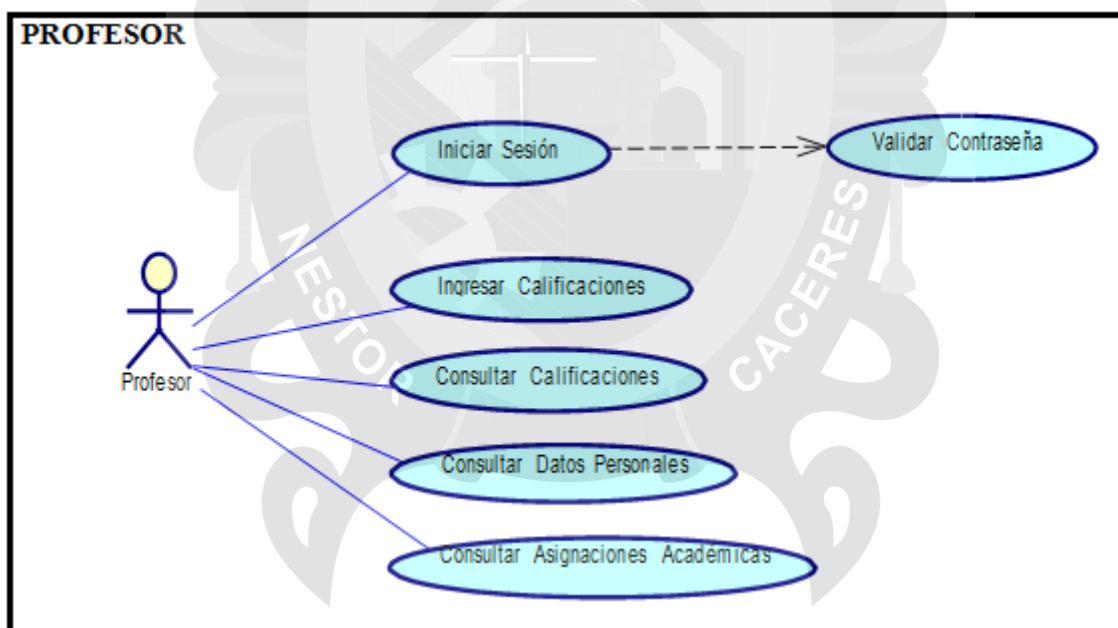 PROFESOR
Iniciar Sesión
Validar Contraseña
Ingresar Calificaciones
Consultar Calificaciones
Profesor
Consultar Datos Personales
Consultar Asignaciones Académicas
NESTOR
CACERES